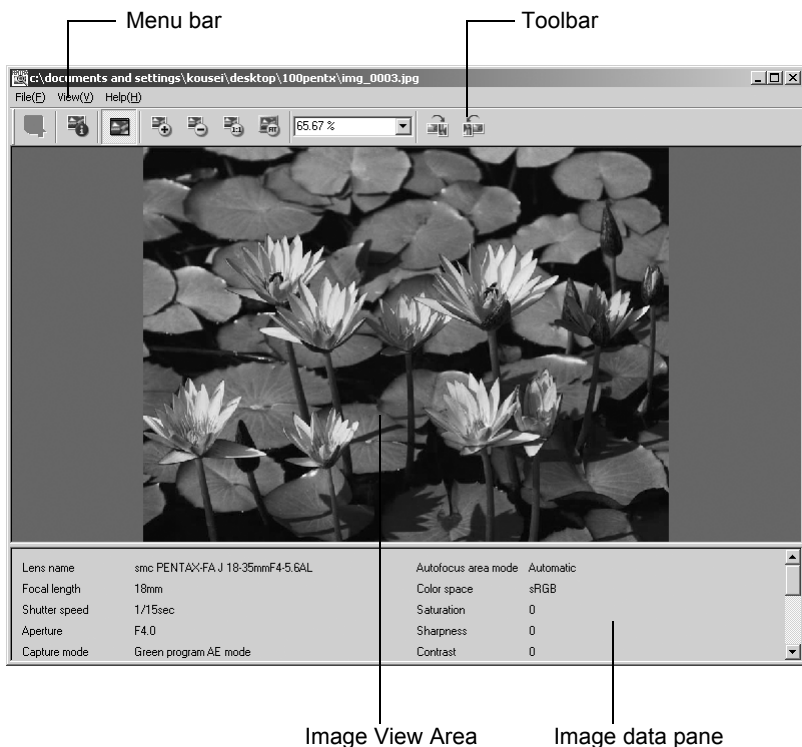 Menu bar
Toolbar
c:\documents and settings\kousei\desktop\100pentx\img_0003.jpg
File(F) View(V) Help(H)
1:1 FIT 65.67 %
Lens name smc PENTAX-FA J 18-35mmF4-5.6AL Autofocus area mode Automatic
Focal length 18mm Color space sRGB
Shutter speed 1/15sec Saturation 0
Aperture F4.0 Sharpness 0
Capture mode Green program AE mode Contrast 0
Image View Area
Image data pane